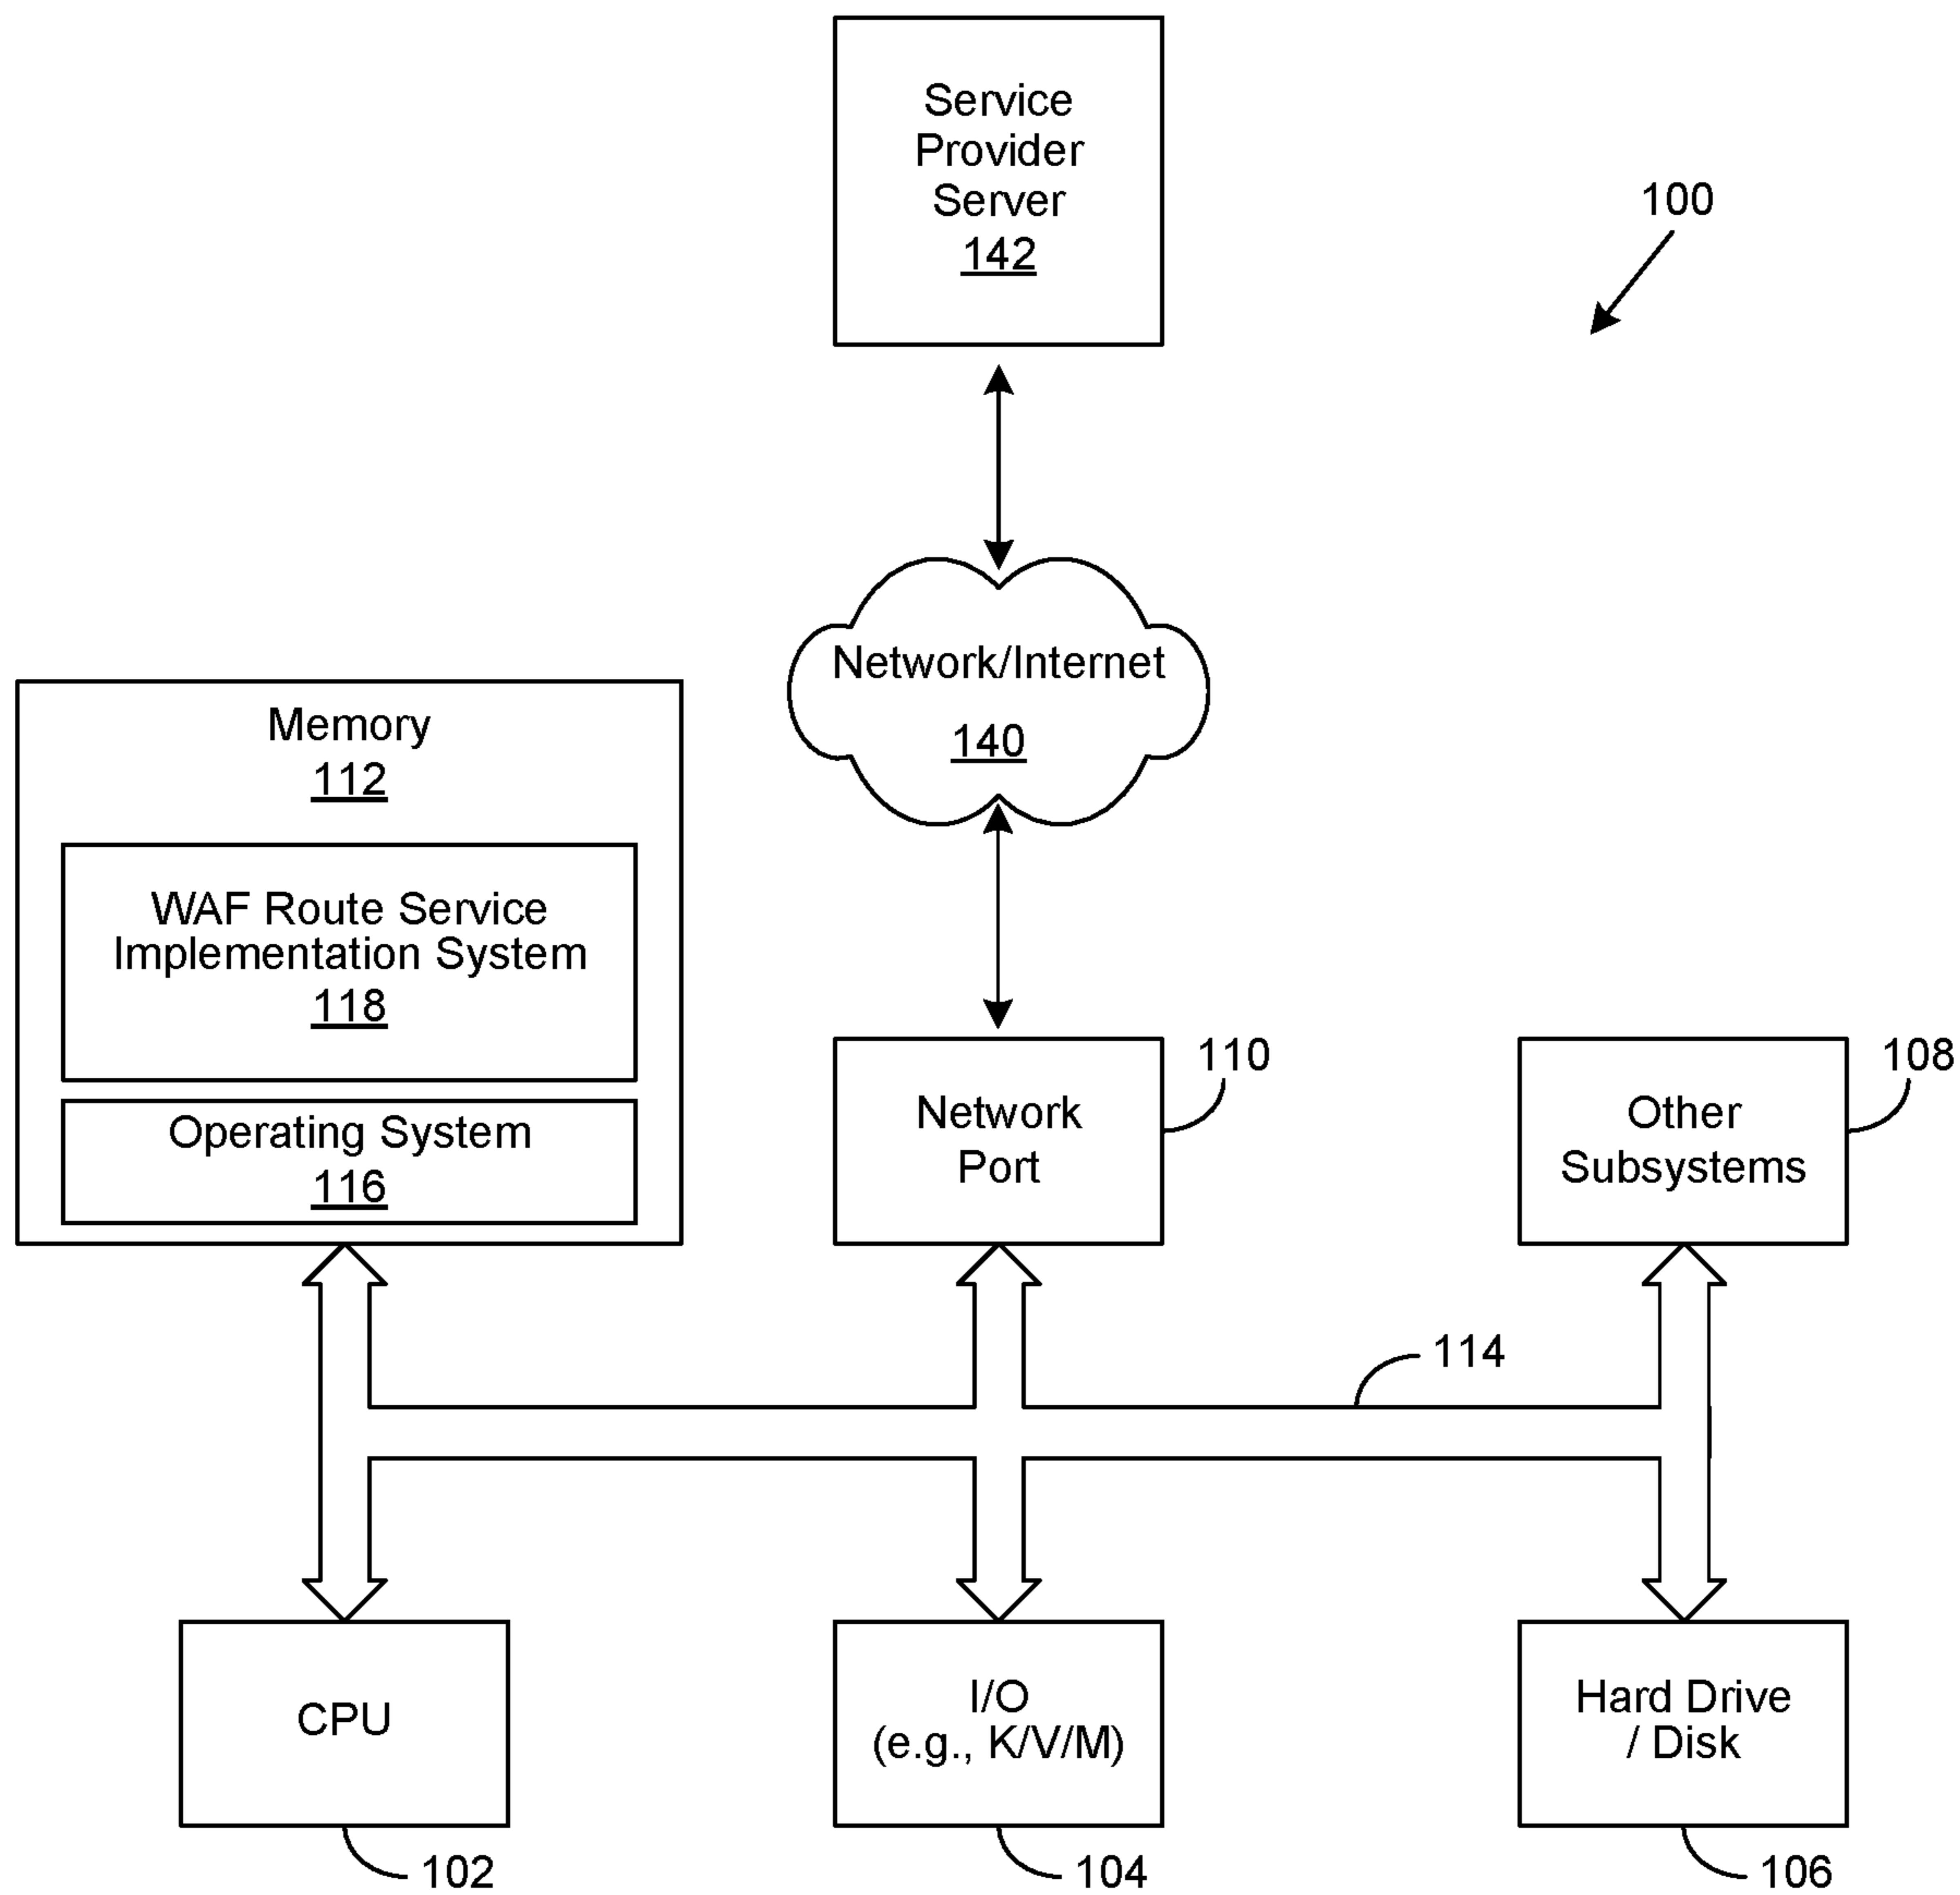 Service
Provider
Server
142
100
Network/Internet
140
Memory
112
WAF Route Service
Implementation System
118
Operating System
116
110
Network
Port
108
Other
Subsystems
114
CPU
102
I/O
(e.g., K/V/M)
104
Hard Drive
/ Disk
106